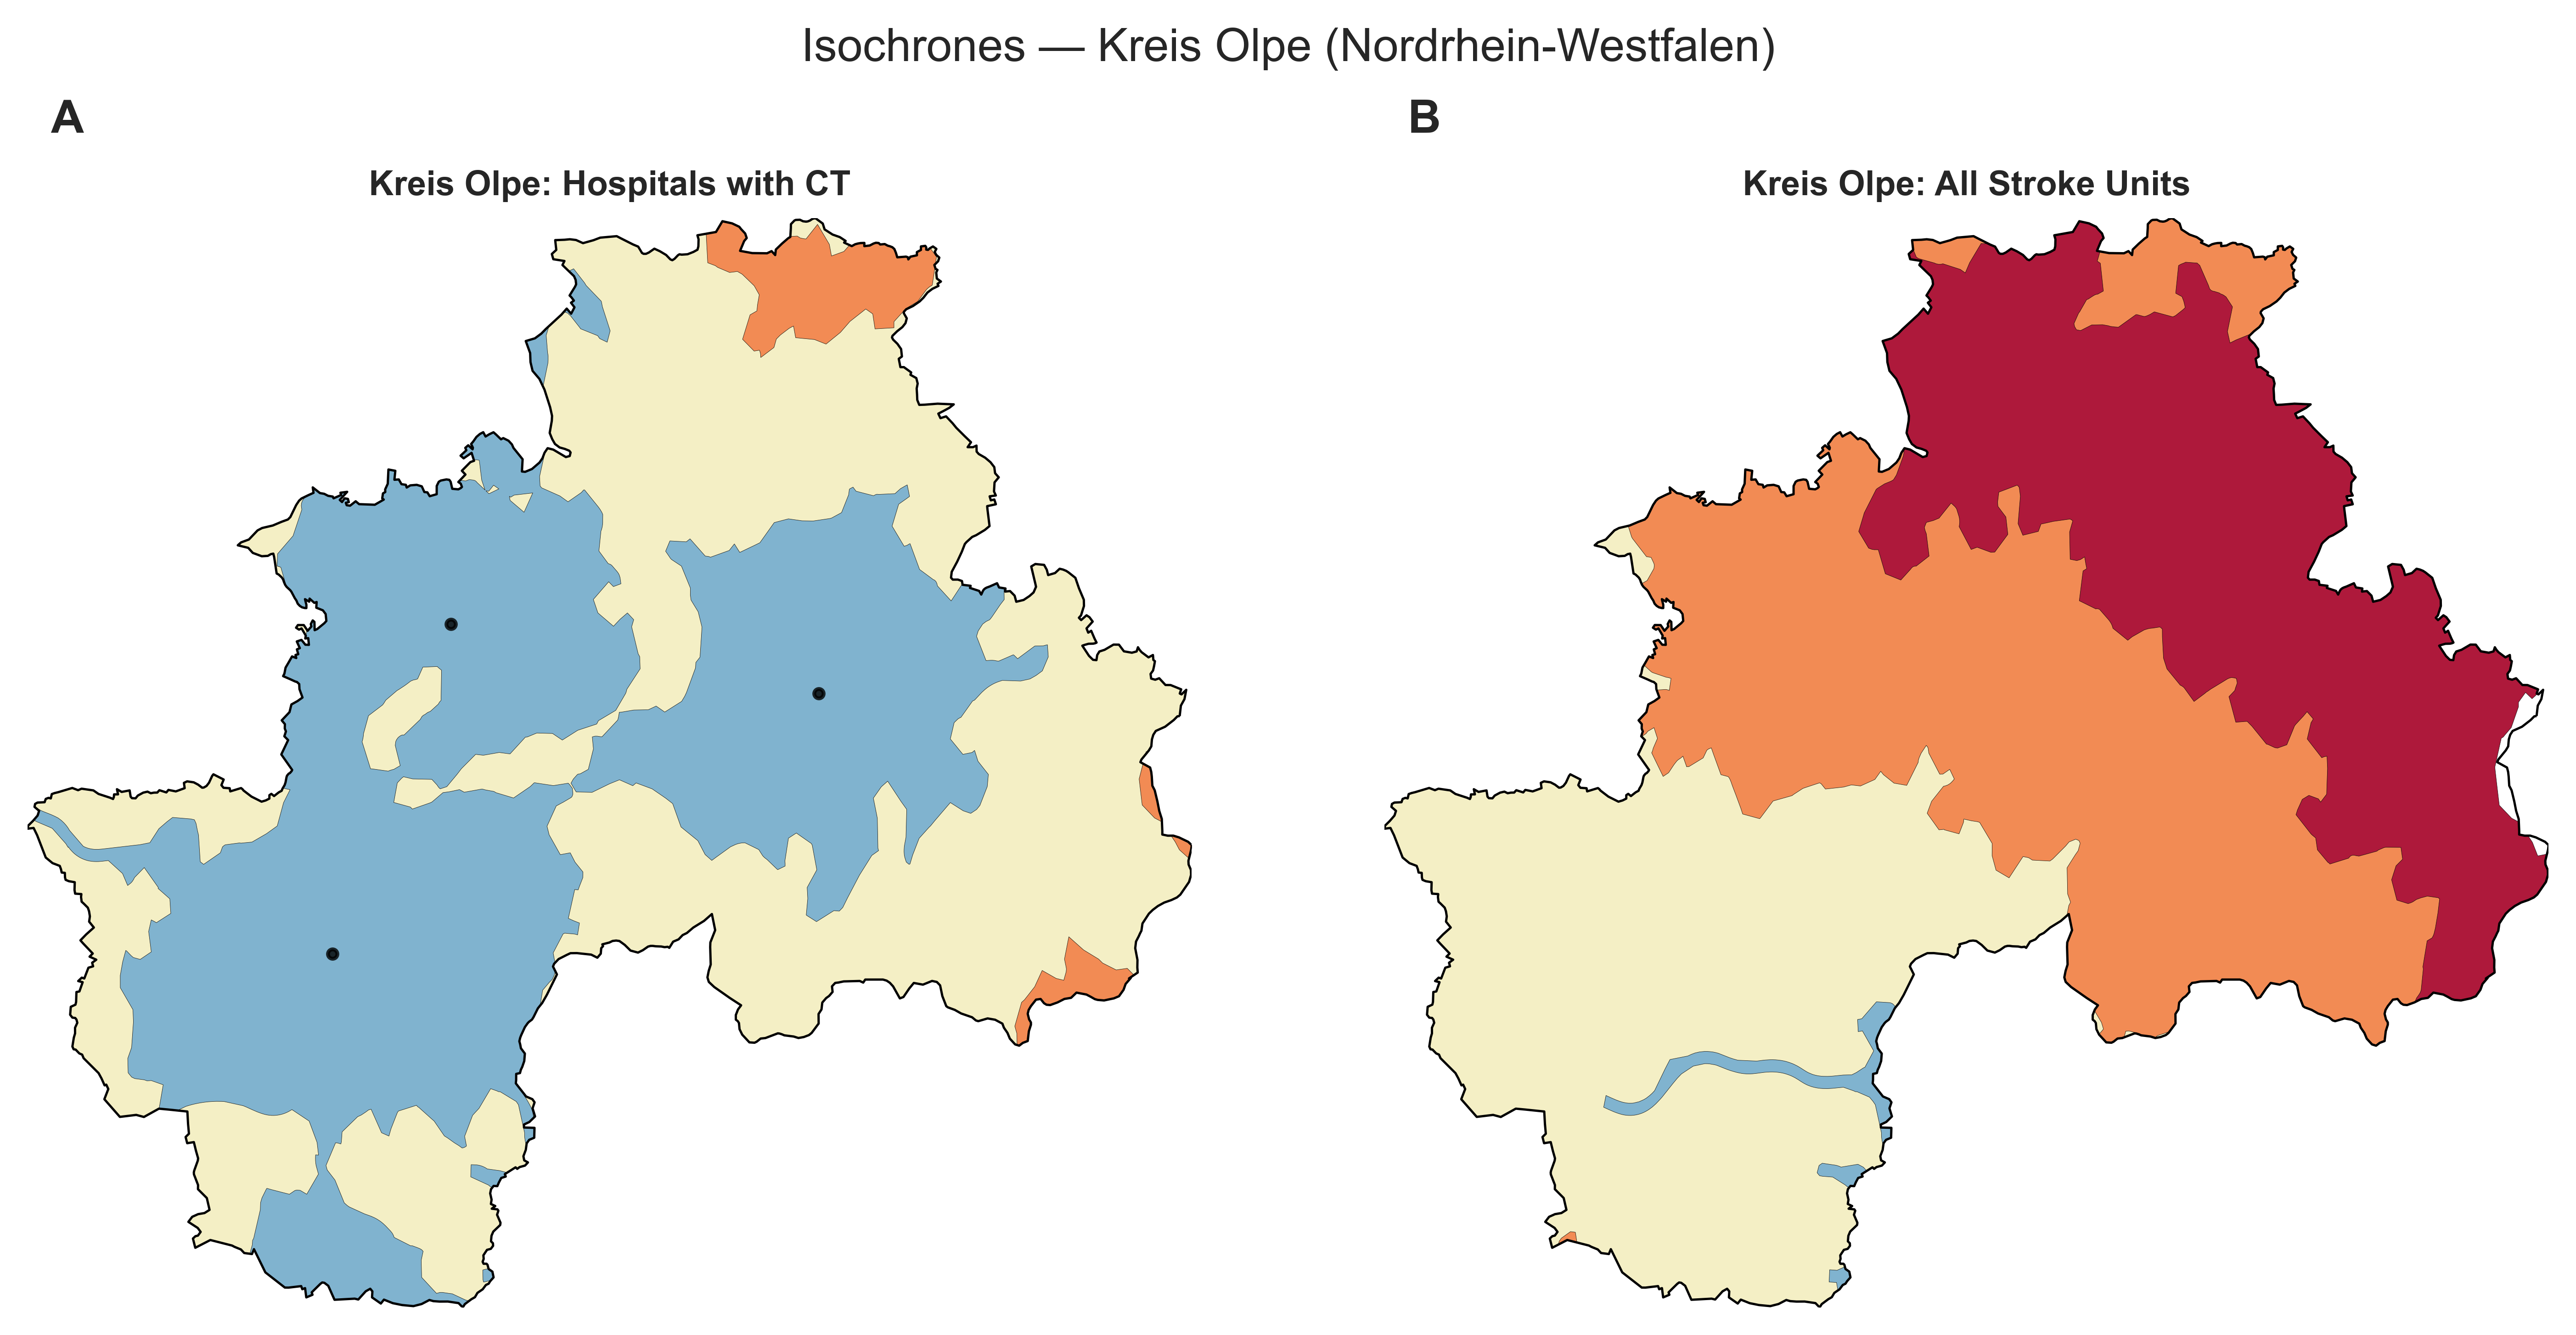 Isochrones — Kreis Olpe (Nordrhein-Westfalen)
A
B
Kreis Olpe: Hospitals with CT
Kreis Olpe: All Stroke Units